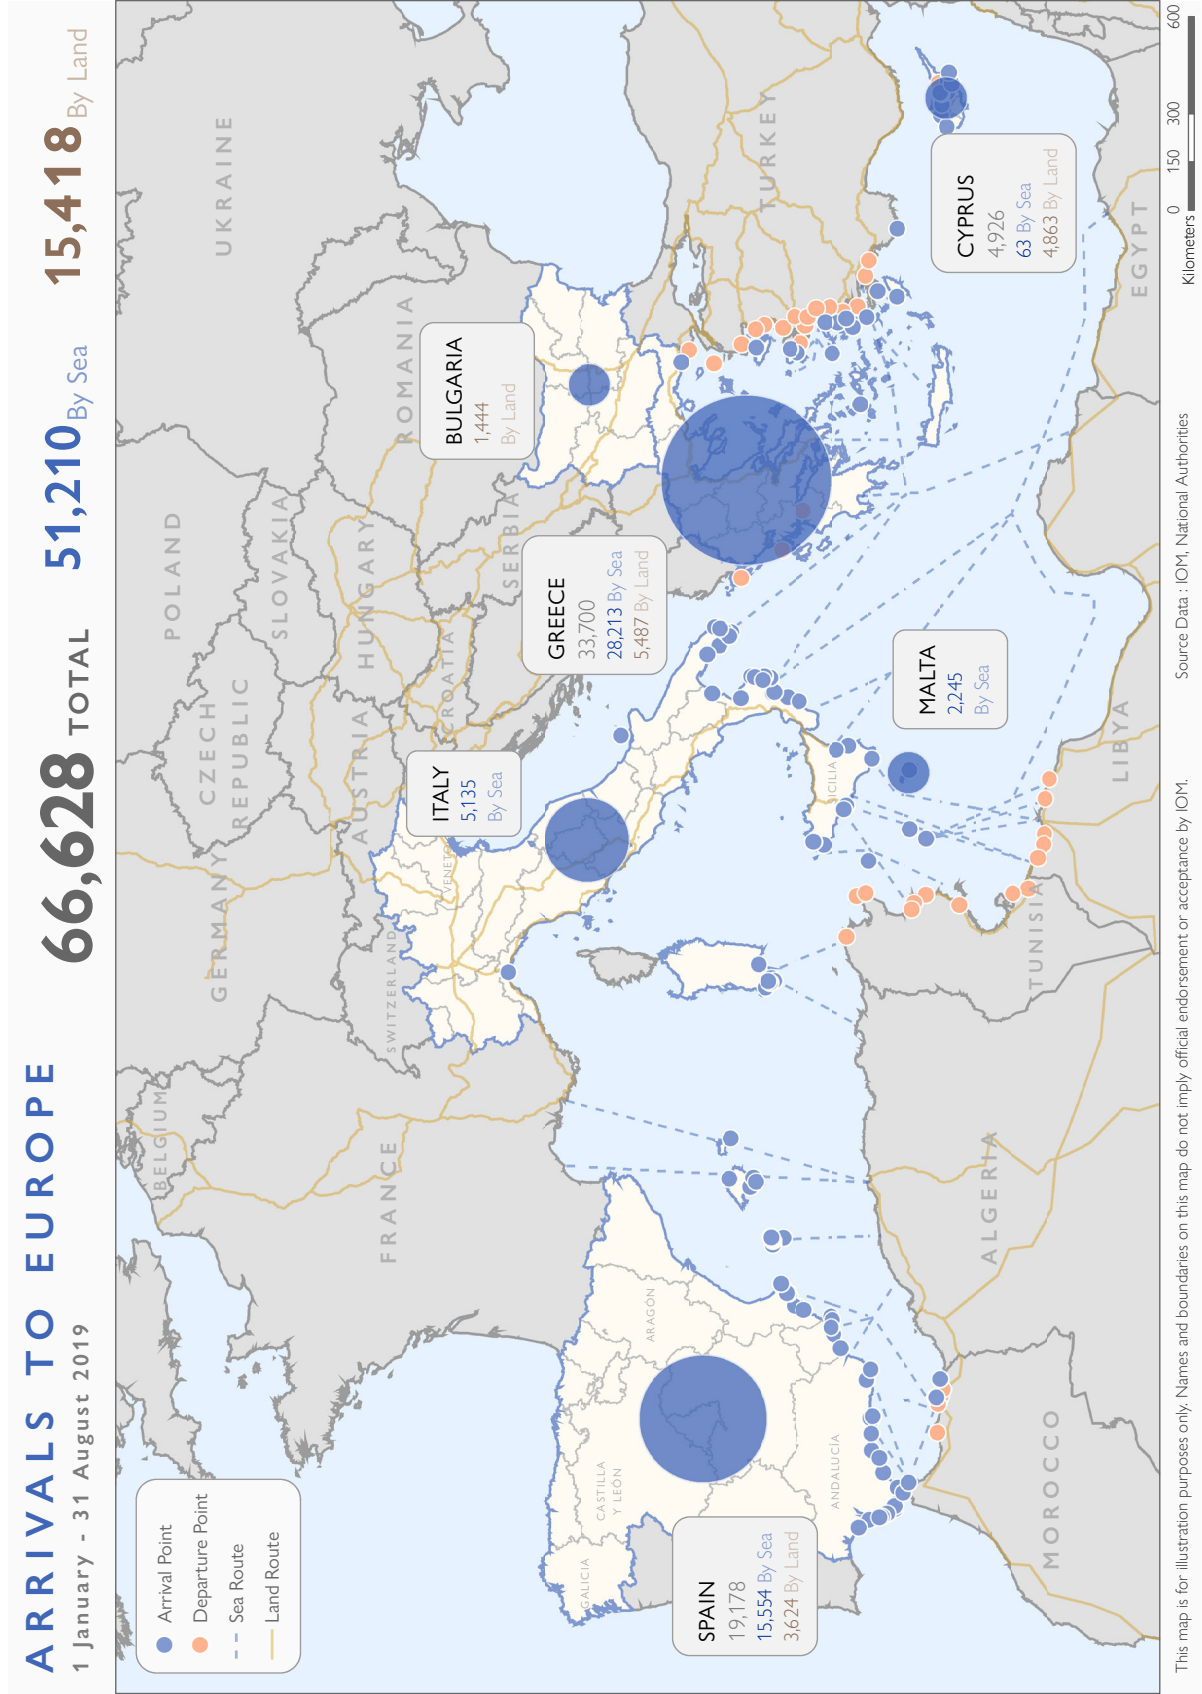 ARRIVALS TO EUROPE
1 January - 31 August 2019
66,628 TOTAL
51,210 By Sea
15,418 By Land
Arrival Point
Departure Point
Sea Route
Land Route
BELGIUM
GERMANY
CZECH
REPUBLIC
POLAND
SLOVAKIA
UKRAINE
FRANCE
SWITZERLAND
AUSTRIA
HUNGARY
ROMANIA
CROATIA
SERBIA
VENETO
ITALY
5,135
By Sea
GREECE
33,700
28,213 By Sea
5,487 By Land
BULGARIA
1,444
By Land
GALICIA
CASTILLA
Y LEÓN
ARAGÓN
ANDALUCÍA
SPAIN
19,178
15,554 By Sea
3,624 By Land
SICILIA
MALTA
2,245
By Sea
TURKEY
CYPRUS
4,926
63 By Sea
4,863 By Land
MOROCCO
ALGERIA
TUNISIA
LIBYA
EGYPT
This map is for illustration purposes only. Names and boundaries on this map do not imply official endorsement or acceptance by IOM.
Source Data : IOM, National Authorities
Kilometers
0 150 300 600